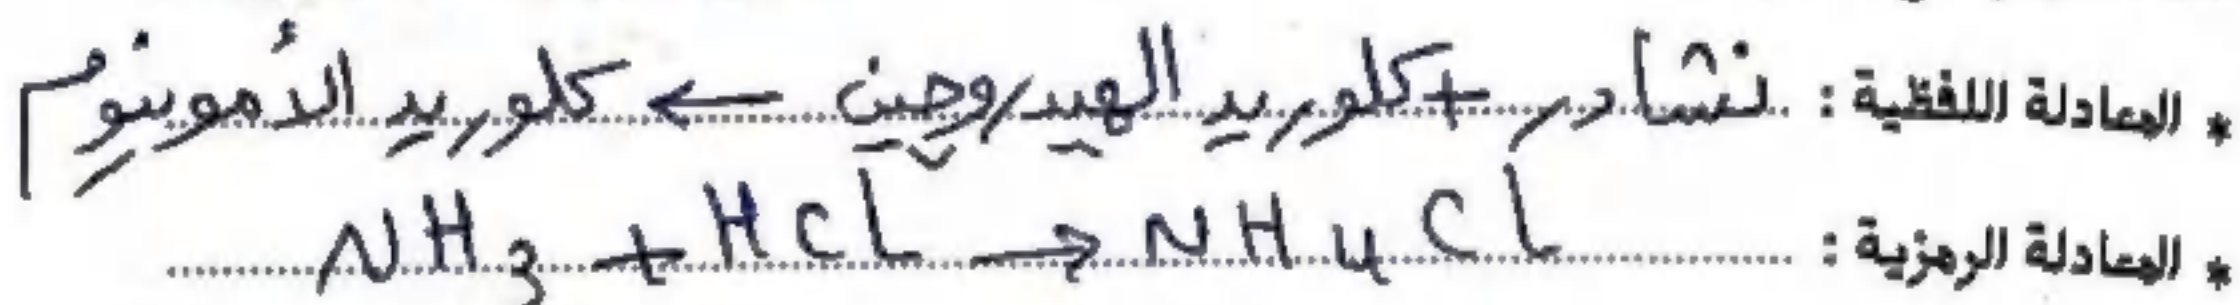 * المعادلة اللفظية : نشادر + كلوريد الهيدروجين ← كلوريد الأمونيوم
* المعادلة الرمزية : NH3 + HCl → NH4Cl